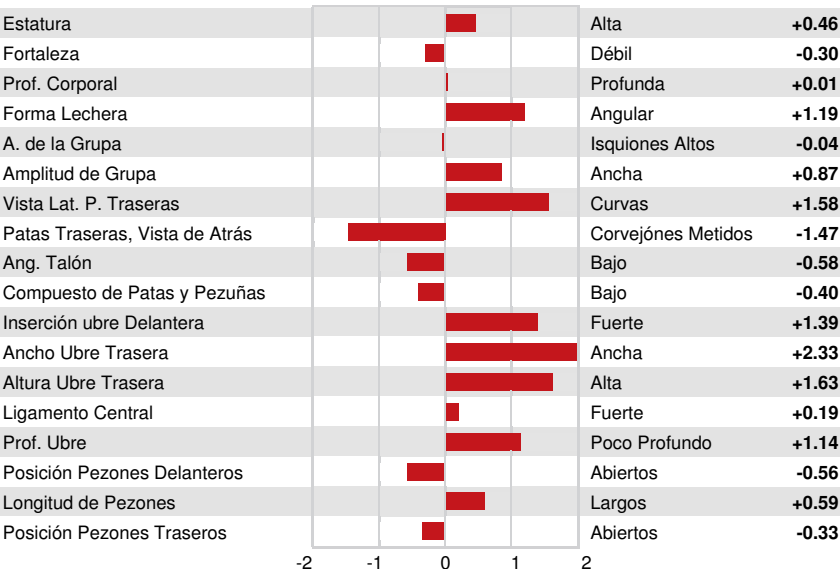 Estatura Alta +0.46
Fortaleza Débil -0.30
Prof. Corporal Profunda +0.01
Forma Lechera Angular +1.19
A. de la Grupa Isquiones Altos -0.04
Amplitud de Grupa Ancha +0.87
Vista Lat. P. Traseras Curvas +1.58
Patas Traseras, Vista de Atrás Corvejónes Metidos -1.47
Ang. Talón Bajo -0.58
Compuesto de Patas y Pezuñas Bajo -0.40
Inserción ubre Delantera Fuerte +1.39
Ancho Ubre Trasera Ancha +2.33
Altura Ubre Trasera Alta +1.63
Ligamento Central Fuerte +0.19
Prof. Ubre Poco Profundo +1.14
Posición Pezones Delanteros Abiertos -0.56
Longitud de Pezones Largos +0.59
Posición Pezones Traseros Abiertos -0.33
-2 -1 0 1 2